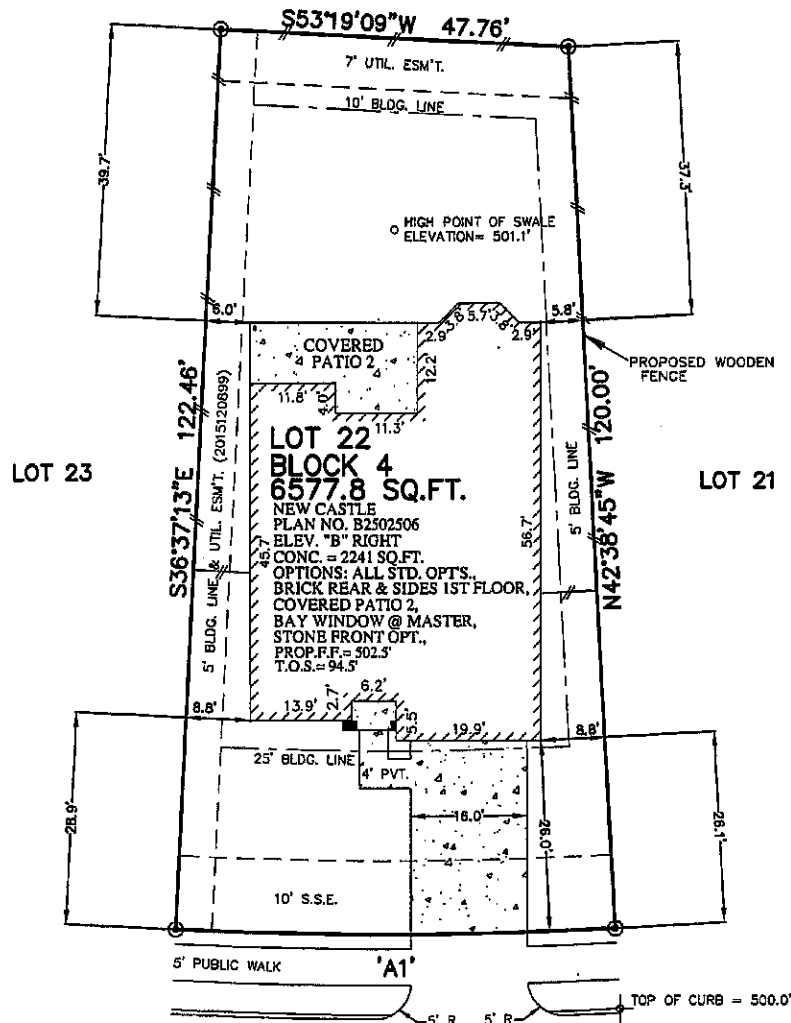 S53°19'09"W 47.76'
7' UTIL. ESM'T.
10' BLDG. LINE
39.7'
37.3'
HIGH POINT OF SWALE
ELEVATION= 501.1'
6.0'
5.8'
2.9'
3.8'
5.7'
3.8'
2.9'
COVERED
PATIO 2
12.2'
PROPOSED WOODEN
FENCE
11.8'
4.0'
11.3'
LOT 22
BLOCK 4
6577.8 SQ.FT.
NEW CASTLE
PLAN NO. B2502506
ELEV. "B" RIGHT
CONC. = 2241 SQ.FT.
OPTIONS: ALL STD. OPT'S.,
BRICK REAR & SIDES 1ST FLOOR,
COVERED PATIO 2,
BAY WINDOW @ MASTER,
STONE FRONT OPT.,
PROP.F.F.= 502.5'
T.O.S.= 94.5'
LOT 23
LOT 21
S36°37'13"E 122.46'
5' BLDG. LINE & UTIL. ESM'T. (2015120899)
45.7'
56.7'
5' BLDG. LINE
N42°38'45"W 120.00'
6.2'
2.7'
13.9'
5.5'
19.9'
8.8'
8.8'
25' BLDG. LINE
4' PVT.
28.9'
16.0'
26.0'
26.1'
10' S.S.E.
5' PUBLIC WALK
'A1'
5' R
5' R
TOP OF CURB = 500.0'